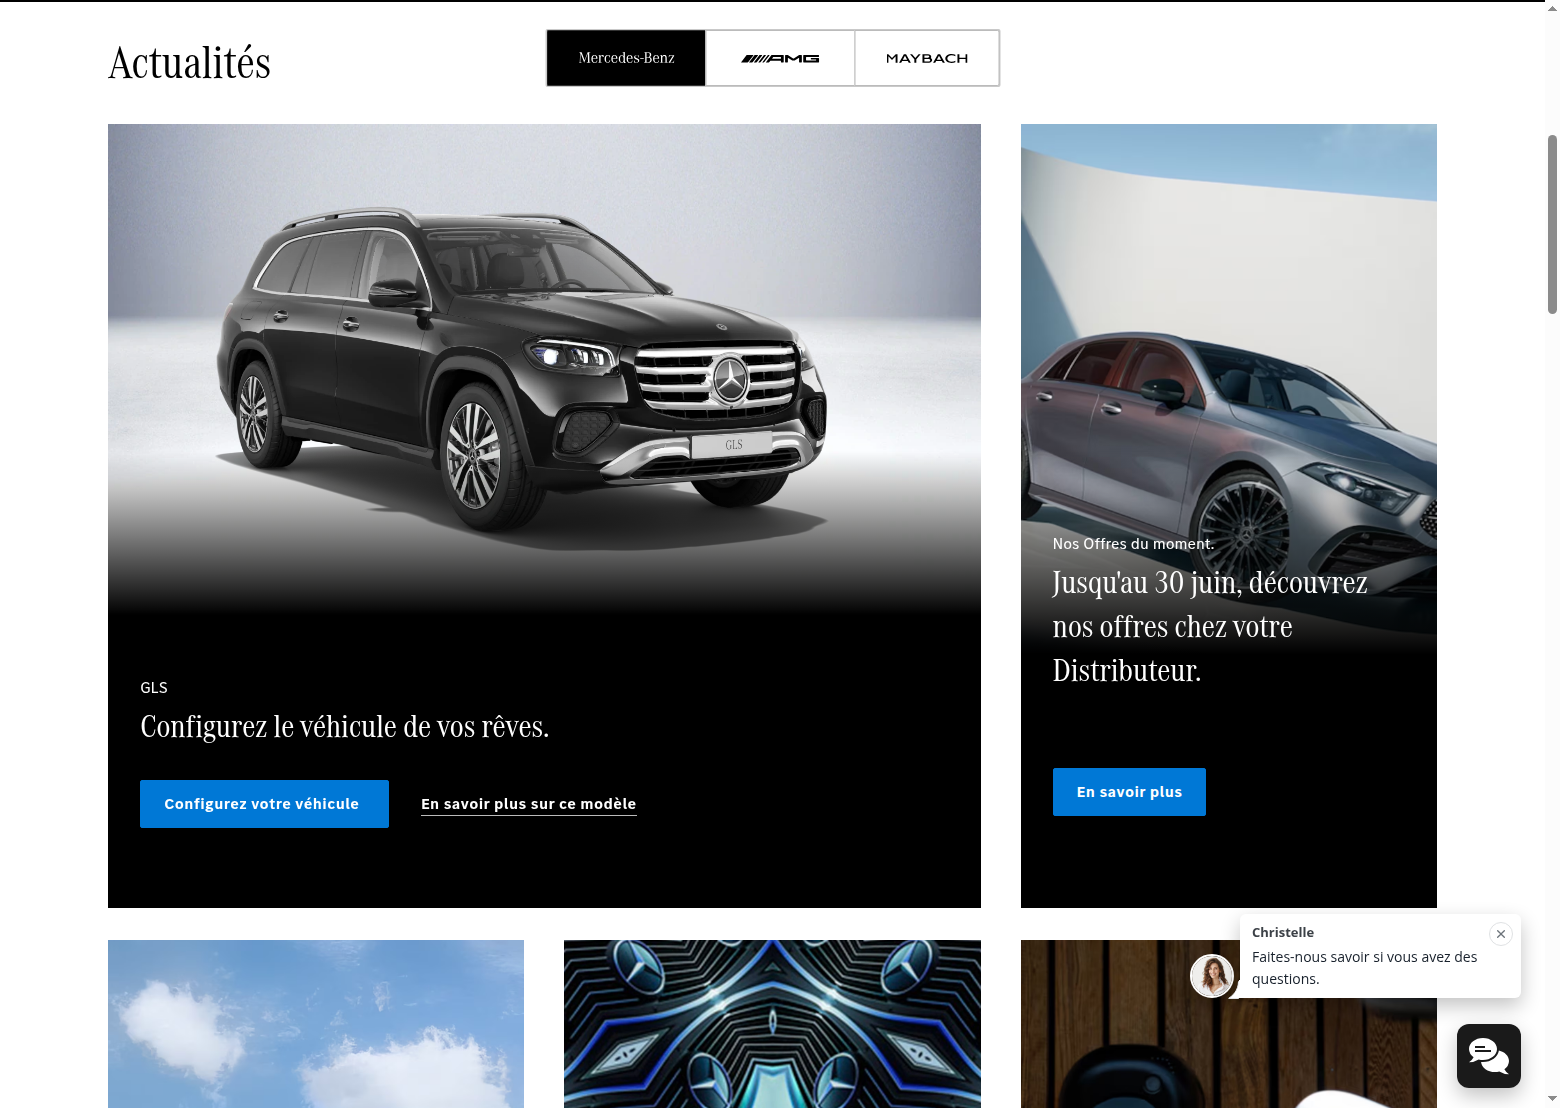 Actualités
Mercedes-Benz
AMG
MAYBACH
GLS
GLS
Configurez le véhicule de vos rêves.
Configurez votre véhicule
En savoir plus sur ce modèle
Nos Offres du moment.
Jusqu'au 30 juin, découvrez
nos offres chez votre
Distributeur.
En savoir plus
Christelle
Faites-nous savoir si vous avez des
questions.